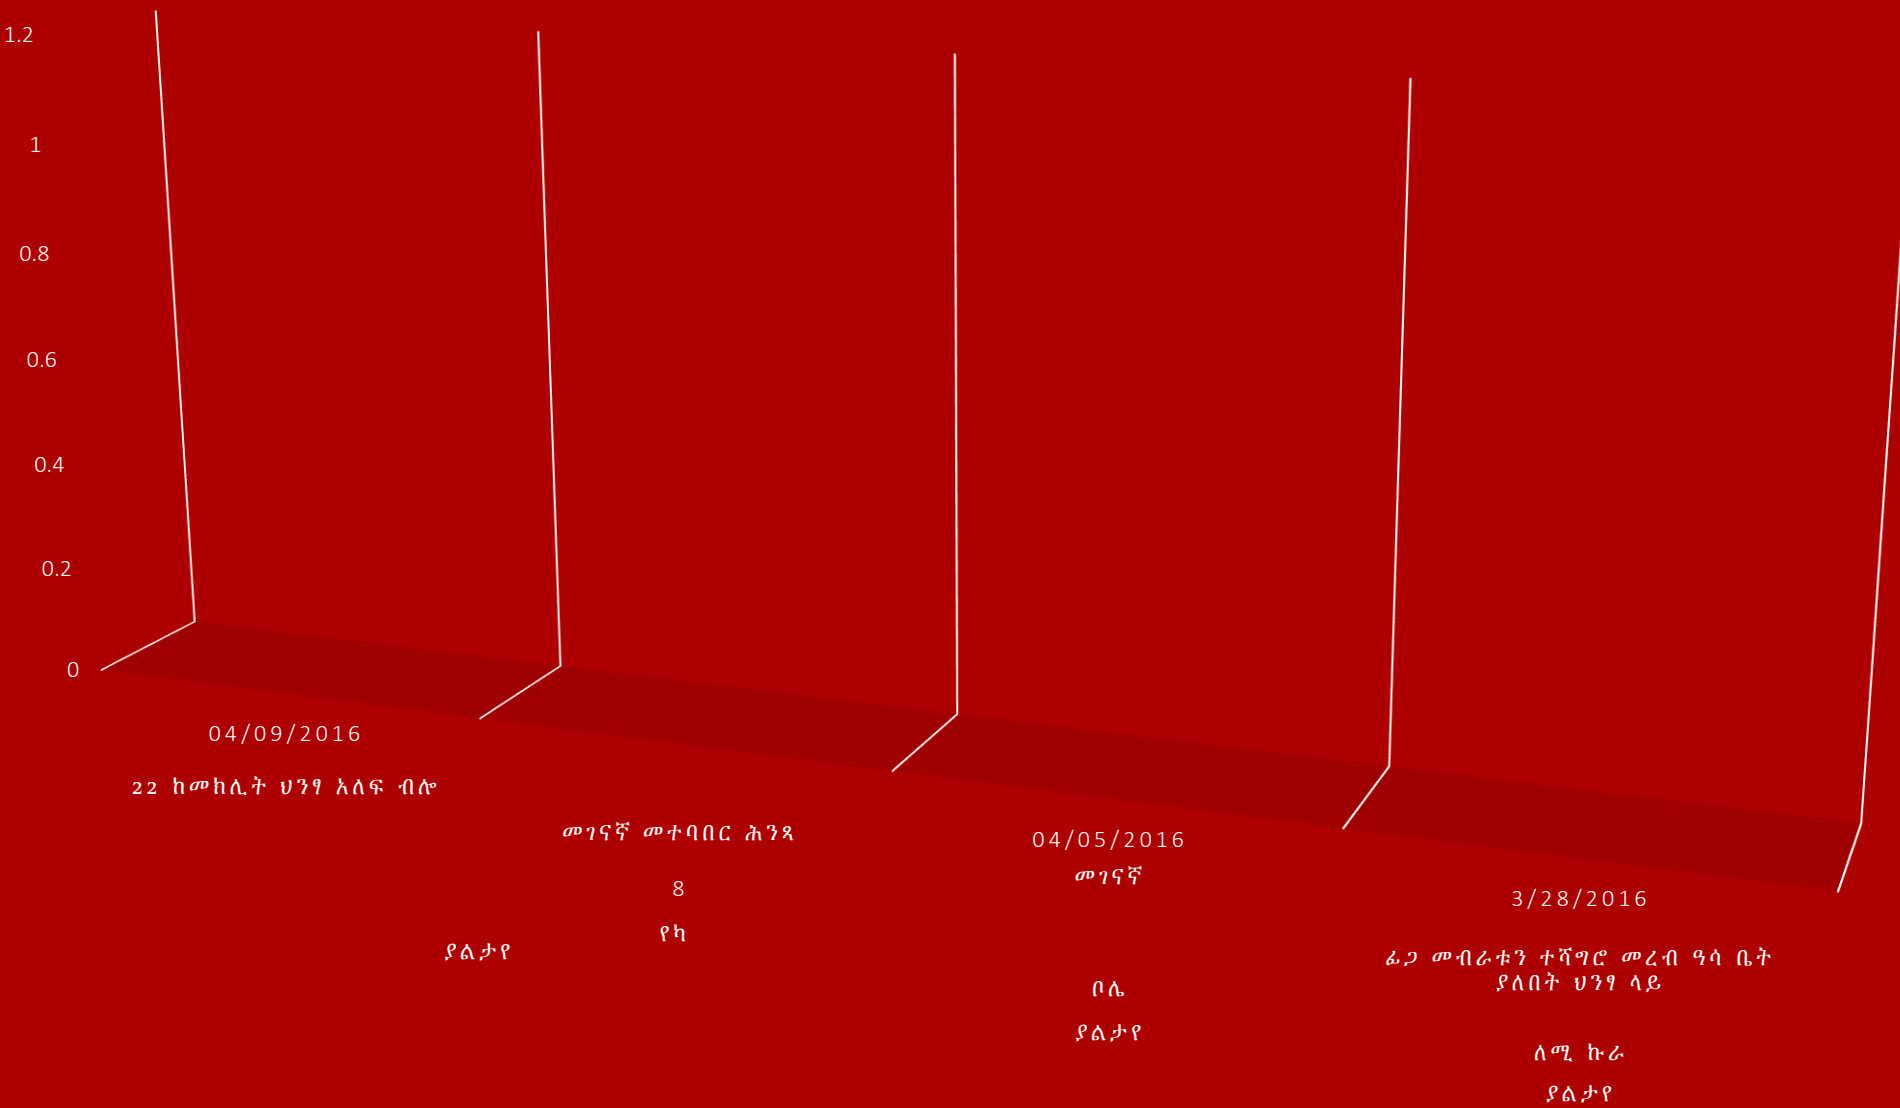 1.2
1
0.8
0.6
0.4
0.2
0
04/09/2016
22 ከመክሊት ህንፃ አለፍ ብሎ
መገናኛ መተባበር ሕንጻ
8
የካ
ያልታየ
04/05/2016
መገናኛ
ቦሌ
ያልታየ
3/28/2016
ፊጋ መብራቱን ተሻግሮ መረብ ዓሳ ቤት
ያለበት ህንፃ ላይ
ለሚ ኩራ
ያልታየ